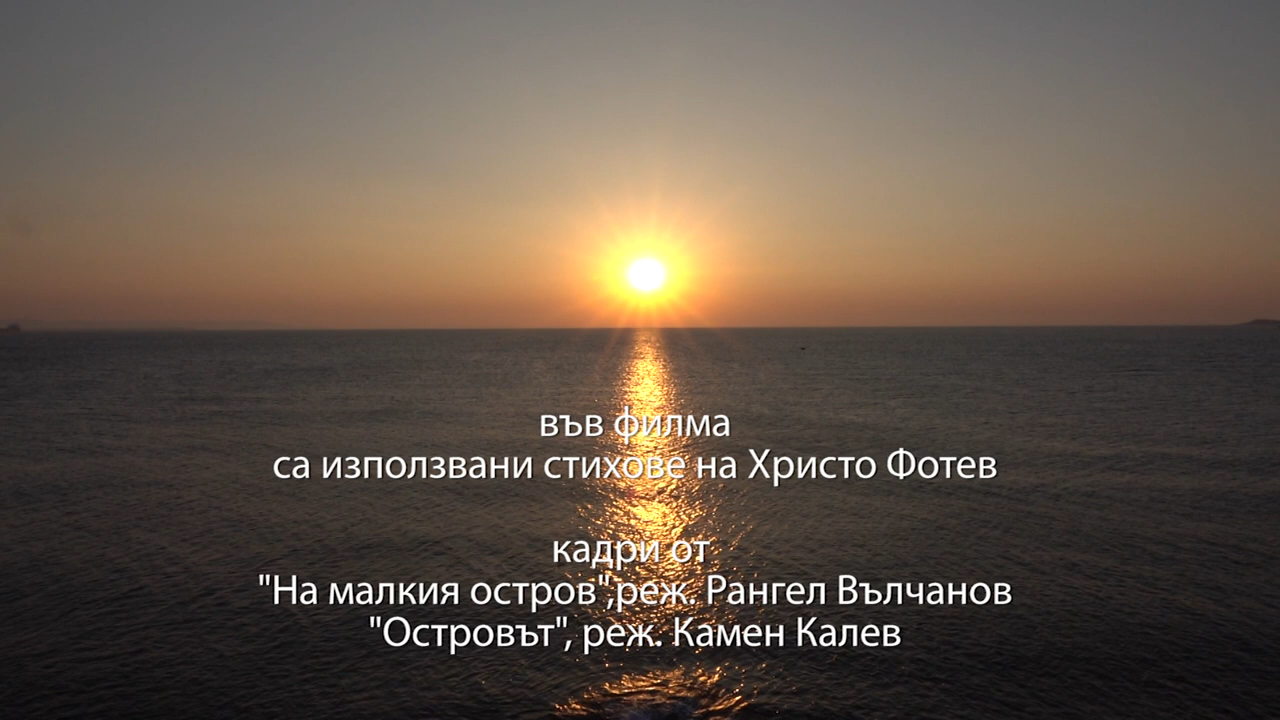 във филма
са използвани стихове на Христо Фотев
кадри от
"На малкия остров",реж. Рангел Вълчанов
"Островът", реж. Камен Калев